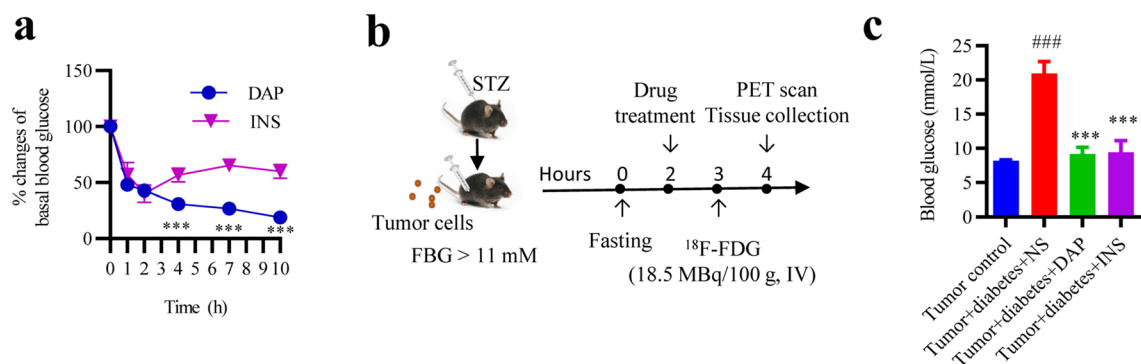 a
% changes of
basal blood glucose
150
100
50
0
DAP
INS
***
***
***
0 1 2 3 4 5 6 7 8 9 10
Time (h)
b
STZ
Tumor cells
FBG > 11 mM
Drug
treatment
PET scan
Tissue collection
Hours 0 2 3 4
Fasting
¹⁸F-FDG
(18.5 MBq/100 g, IV)
c
Blood glucose (mmol/L)
25
20
15
10
5
0
###
***
***
Tumor control
Tumor+diabetes+NS
Tumor+diabetes+DAP
Tumor+diabetes+INS